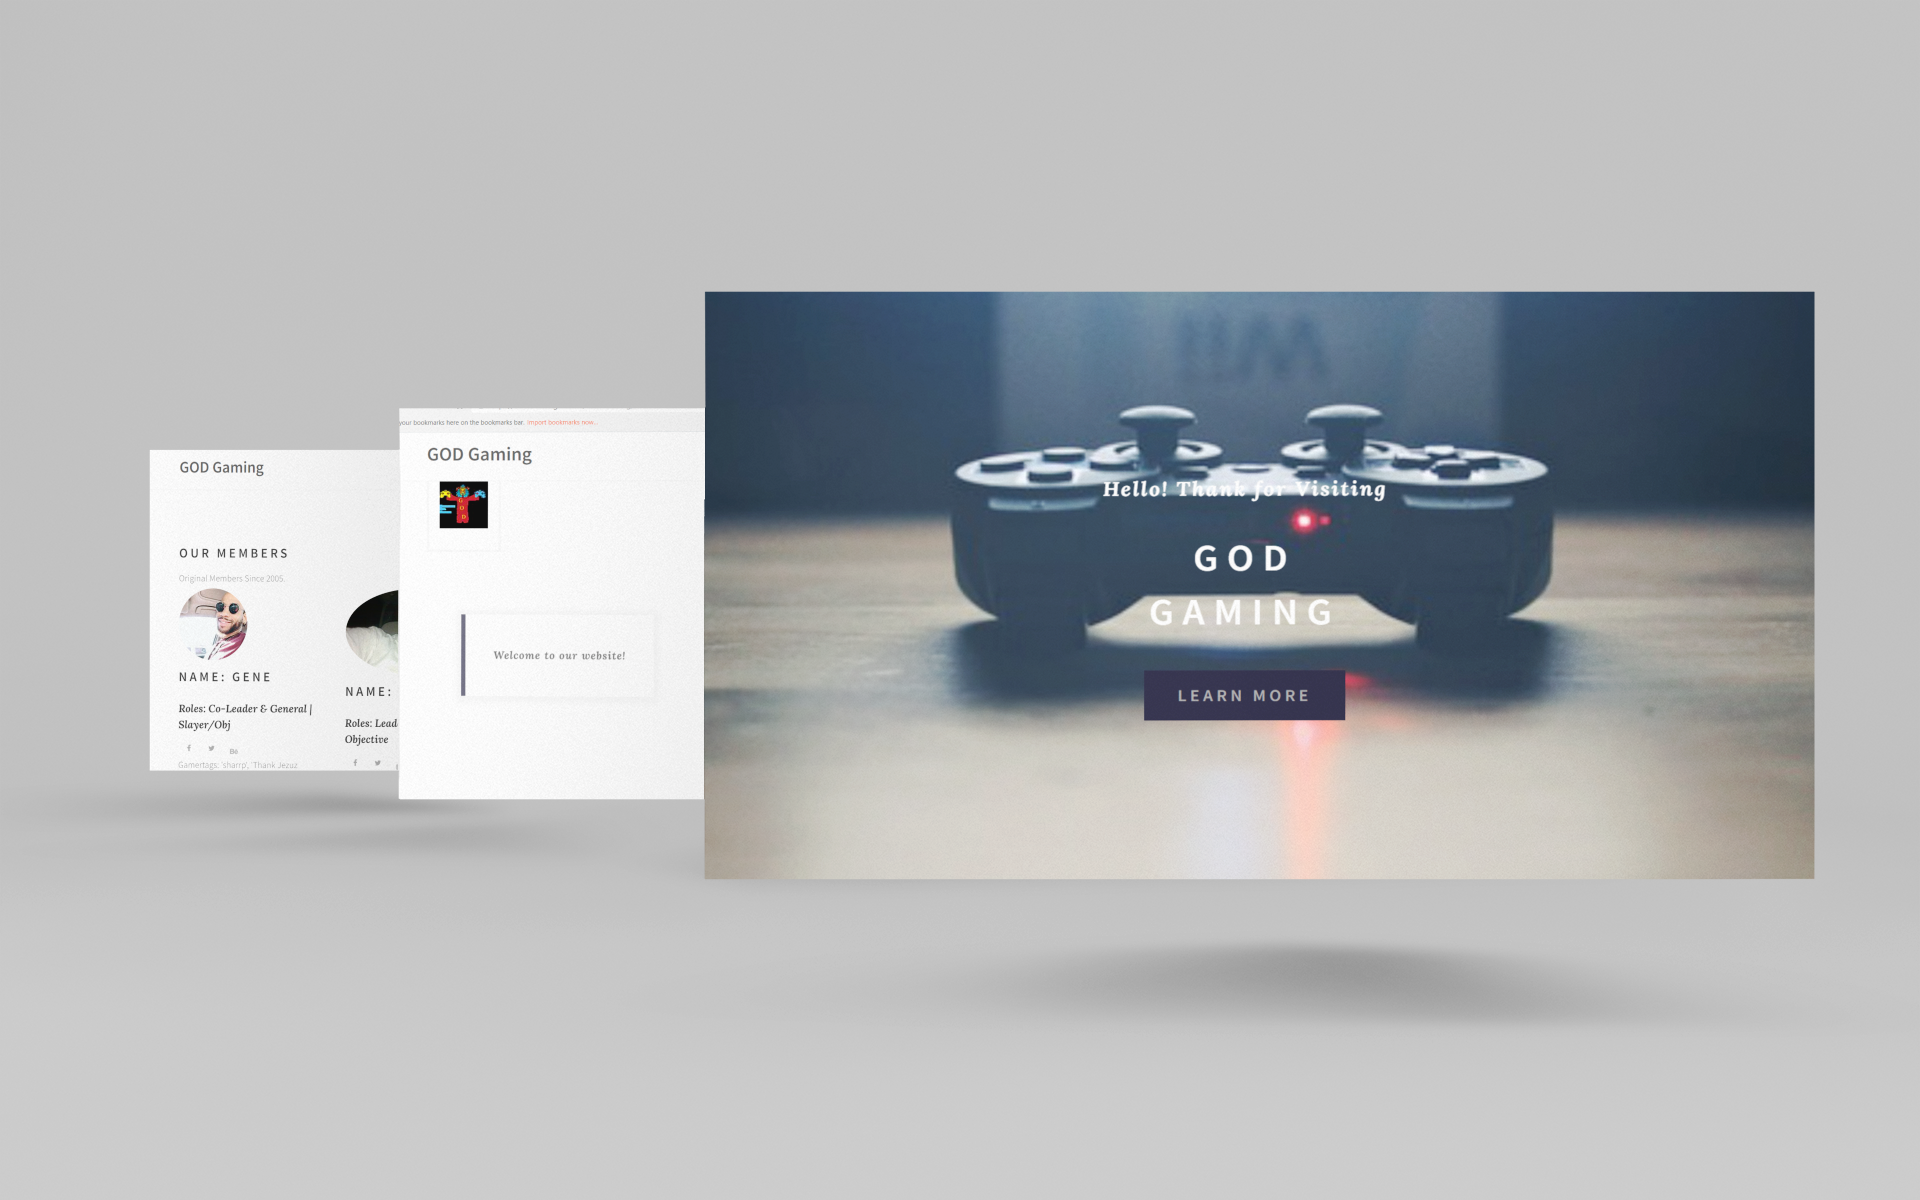 GOD Gaming
OUR MEMBERS
Original Members Since 2005.
NAME: GENE
Roles: Co-Leader & General |
Slayer/Obj
Gamertags: 'sharrp', 'Thank Jezuz
NAME:
Roles: Lead
Objective
your bookmarks here on the bookmarks bar. Import bookmarks now...
GOD Gaming
Welcome to our website!
Wii
Hello! Thank for Visiting
GOD
GAMING
LEARN MORE